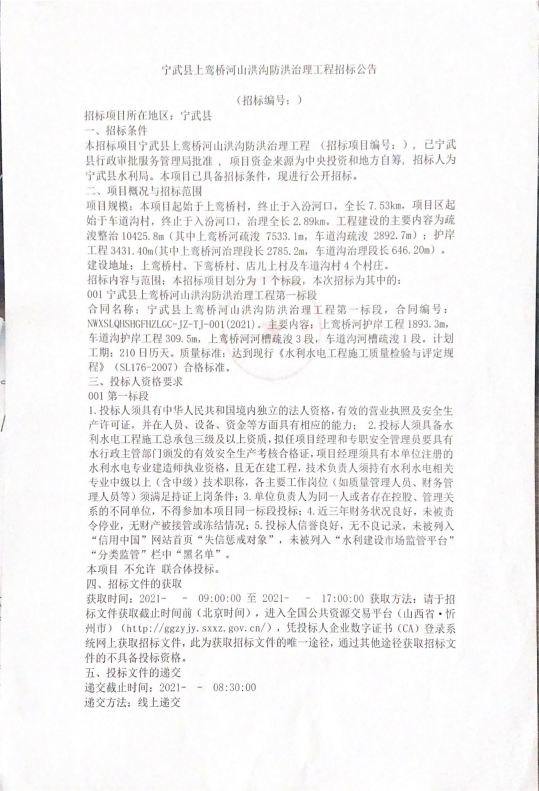 宁武县上鸾桥河山洪沟防洪治理工程招标公告
（招标编号：）
招标项目所在地区：宁武县
一、招标条件
本招标项目宁武县上鸾桥河山洪沟防洪治理工程 （招标项目编号：），已宁武
县行政审批服务管理局批准 ，项目资金来源为中央投资和地方自筹，招标人为
宁武县水利局。本项目已具备招标条件，现进行公开招标。
二、项目概况与招标范围
项目规模：本项目起始于上鸾桥村，终止于入汾河口，全长 7.53km，项目区起
始于车道沟村，终止于入汾河口，治理全长 2.89km。工程建设的主要内容为疏
浚整治 10425.8m（其中上鸾桥河疏浚 7533.1m，车道沟疏浚 2892.7m）；护岸
工程 3431.40m(其中上鸾桥河治理段长 2785.2m，车道沟治理段长 646.20m）。
建设地址：上鸾桥村、下鸾桥村、店儿上村及车道沟村 4 个村庄。
招标内容与范围：本招标项目划分为 1 个标段，本次招标为其中的：
001 宁武县上鸾桥河山洪沟防洪治理工程第一标段
合同名称：宁武县上鸾桥河山洪沟防洪治理工程第一标段，合同编号：
NWXSLQHSHGFHZLGC-JZ-TJ-001(2021)。主要内容：上鸾桥河护岸工程 1893.3m，
车道沟护岸工程 309.5m，上鸾桥河河槽疏浚 3 段，车道沟河槽疏浚 1 段。计划
工期：210 日历天。质量标准：达到现行《水利水电工程施工质量检验与评定规
程》（SL176-2007）合格标准。
三、投标人资格要求
001 第一标段
1.投标人须具有中华人民共和国境内独立的法人资格，有效的营业执照及安全生
产许可证，并在人员、设备、资金等方面具有相应的能力； 2.投标人须具备水
利水电工程施工总承包三级及以上资质，拟任项目经理和专职安全管理员要具有
水行政主管部门颁发的有效安全生产考核合格证，项目经理须具有本单位注册的
水利水电专业建造师执业资格，且无在建工程，技术负责人须持有水利水电相关
专业中级以上（含中级）技术职称，各主要工作岗位（如质量管理人员、财务管
理人员等）须满足持证上岗条件；3.单位负责人为同一人或者存在控股、管理关
系的不同单位，不得参加本项目同一标段投标；4.近三年财务状况良好，未被责
令停业，无财产被接管或冻结情况；5.投标人信誉良好，无不良记录，未被列入
“信用中国”网站首页“失信惩戒对象”，未被列入“水利建设市场监管平台”
“分类监管”栏中“黑名单”。
本项目 不允许 联合体投标。
四、招标文件的获取
获取时间：2021- - 09:00:00 至 2021- - 17:00:00 获取方法：请于招
标文件获取截止时间前（北京时间），进入全国公共资源交易平台（山西省·忻
州市）（http://ggzyjy.sxxz.gov.cn/），凭投标人企业数字证书（CA）登录系
统网上获取招标文件，此为获取招标文件的唯一途径，通过其他途径获取招标文
件的不具备投标资格。
五、投标文件的递交
递交截止时间：2021- - 08:30:00
递交方法：线上递交